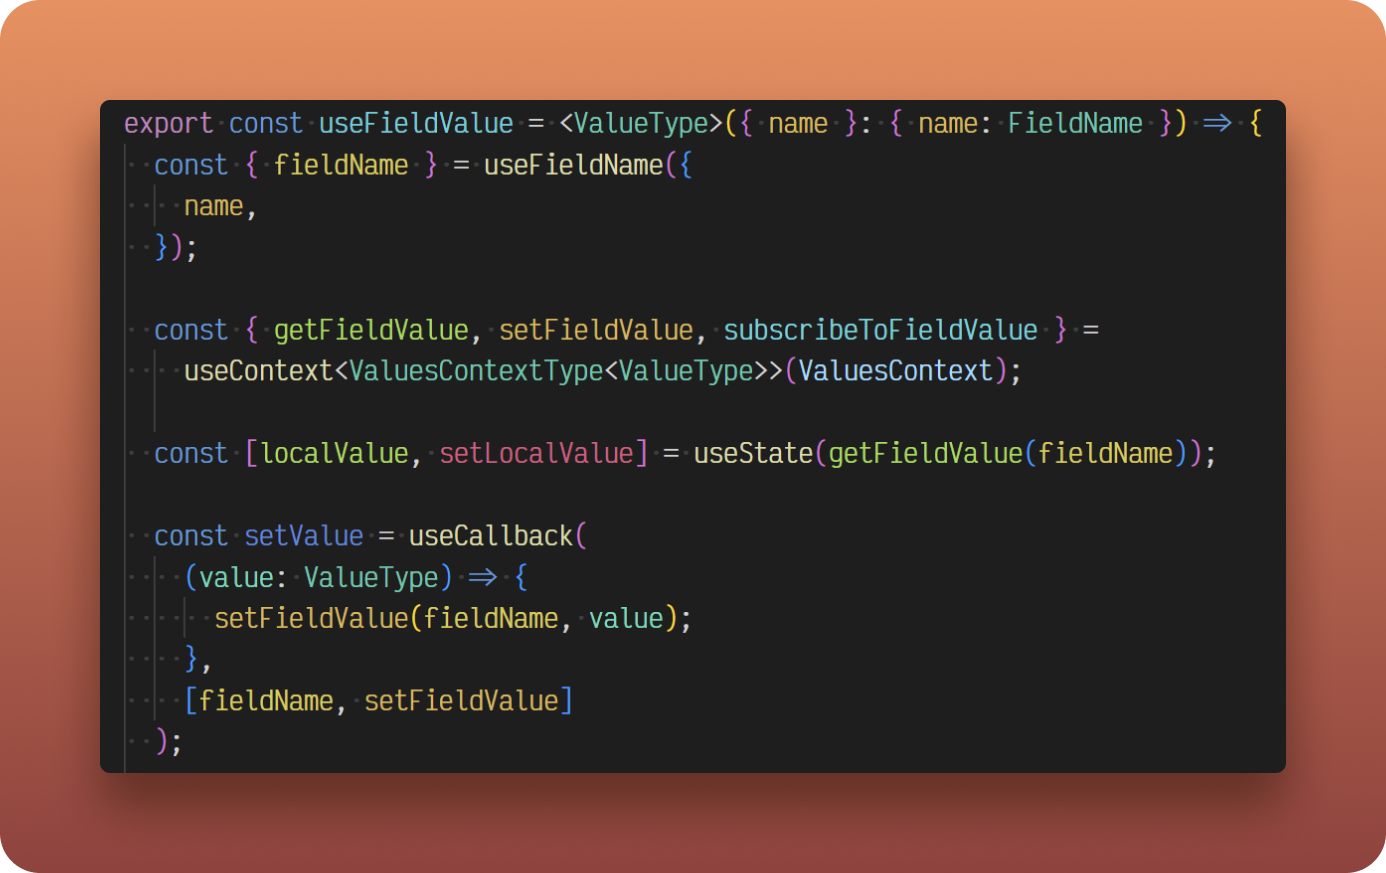 export const useFieldValue = <ValueType>({ name }: { name: FieldName }) => {
  const { fieldName } = useFieldName({
    name,
  });
  const { getFieldValue, setFieldValue, subscribeToFieldValue } =
    useContext<ValuesContextType<ValueType>>(ValuesContext);
  const [localValue, setLocalValue] = useState(getFieldValue(fieldName));
  const setValue = useCallback(
    (value: ValueType) => {
      setFieldValue(fieldName, value);
    },
    [fieldName, setFieldValue]
  );